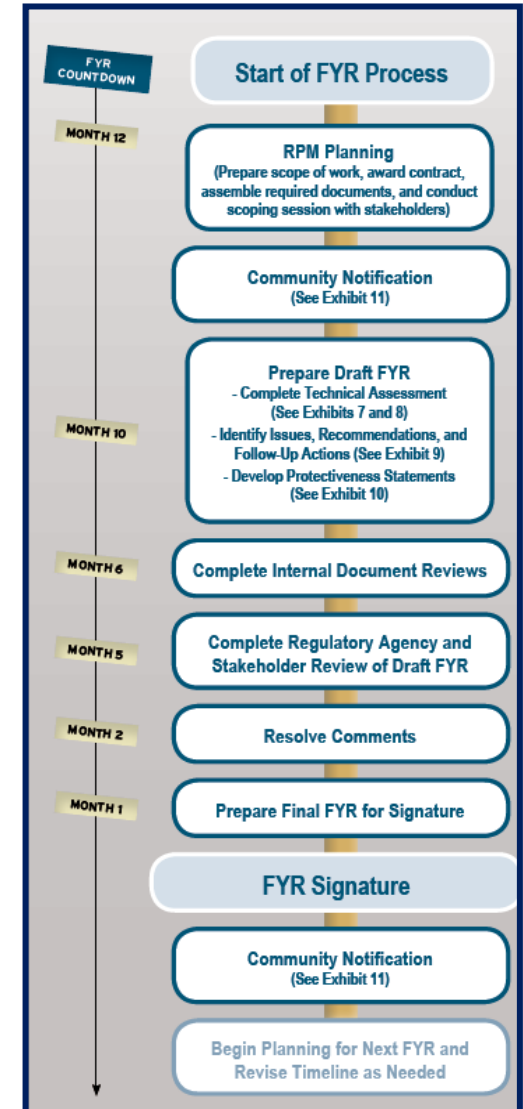 FYR
COUNTDOWN
Start of FYR Process
MONTH 12
RPM Planning
(Prepare scope of work, award contract,
assemble required documents, and conduct
scoping session with stakeholders)
Community Notification
(See Exhibit 11)
Prepare Draft FYR
- Complete Technical Assessment
(See Exhibits 7 and 8)
MONTH 10
- Identify Issues, Recommendations, and
Follow-Up Actions (See Exhibit 9)
- Develop Protectiveness Statements
(See Exhibit 10)
MONTH 6
Complete Internal Document Reviews
MONTH 5
Complete Regulatory Agency and
Stakeholder Review of Draft FYR
MONTH 2
Resolve Comments
MONTH 1
Prepare Final FYR for Signature
FYR Signature
Community Notification
(See Exhibit 11)
Begin Planning for Next FYR and
Revise Timeline as Needed